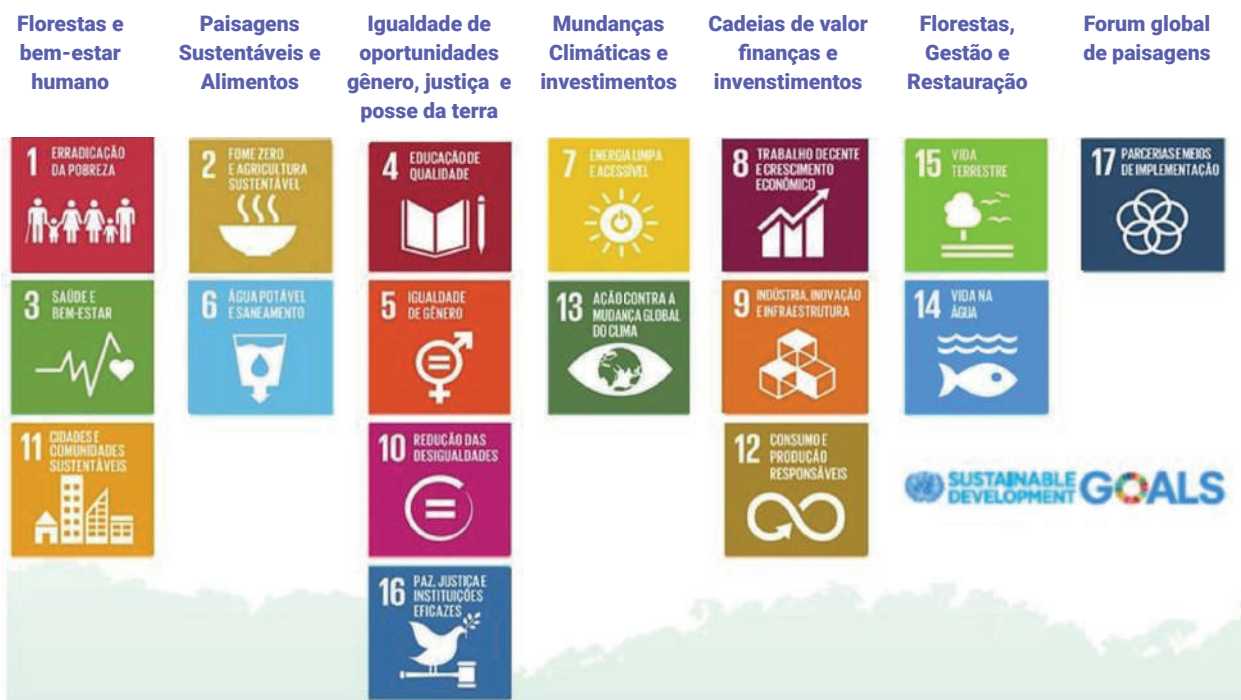 Florestas e
bem-estar
humano
Paisagens
Sustentáveis e
Alimentos
Igualdade de
oportunidades
gênero, justiça e
posse da terra
Mundanças
Climáticas e
investimentos
Cadeias de valor
finanças e
invenstimentos
Florestas,
Gestão e
Restauração
Forum global
de paisagens
1 ERRADICAÇÃO
DA POBREZA
3 SAÚDE E
BEM-ESTAR
11 CIDADES E
COMUNIDADES
SUSTENTÁVEIS
2 FOME ZERO
E AGRICULTURA
SUSTENTÁVEL
6 ÁGUA POTÁVEL
E SANEAMENTO
4 EDUCAÇÃO DE
QUALIDADE
5 IGUALDADE
DE GÊNERO
10 REDUÇÃO DAS
DESIGUALDADES
16 PAZ, JUSTIÇA E
INSTITUIÇÕES
EFICAZES
7 ENERGIA LIMPA
E ACESSÍVEL
13 AÇÃO CONTRA A
MUDANÇA GLOBAL
DO CLIMA
8 TRABALHO DECENTE
E CRESCIMENTO
ECONÔMICO
9 INDÚSTRIA, INOVAÇÃO
E INFRAESTRUTURA
12 CONSUMO E
PRODUÇÃO
RESPONSÁVEIS
15 VIDA
TERRESTRE
14 VIDA NA
ÁGUA
17 PARCERIAS E MEIOS
DE IMPLEMENTAÇÃO
SUSTAINABLE
DEVELOPMENT
GOALS